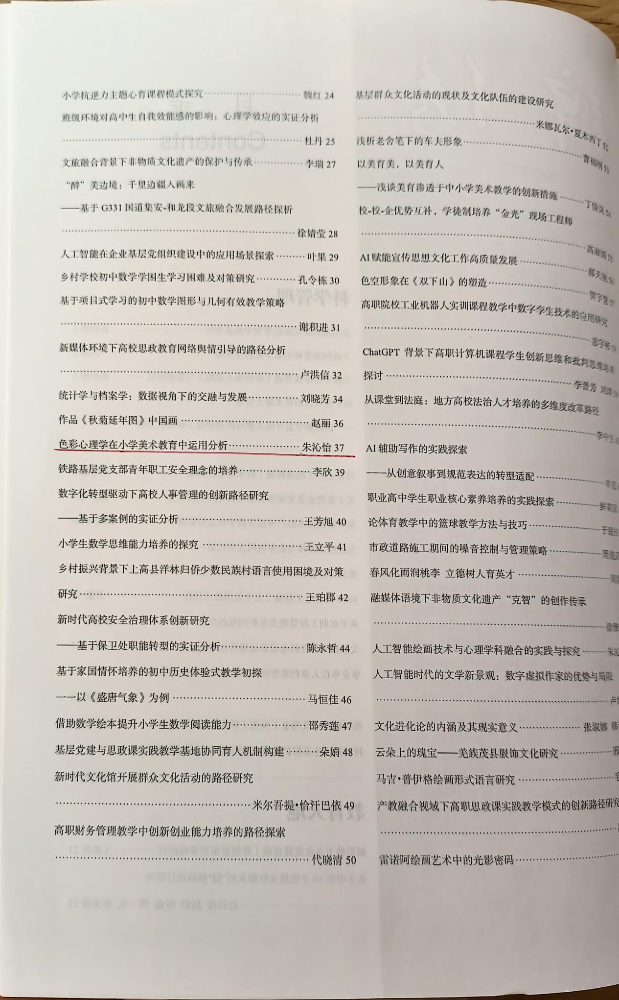 小学抗逆力主题心育课程模式探究……魏红 24
班级环境对高中生自我效能感的影响：心理学效应的实证分析
……杜丹 25
文旅融合背景下非物质文化遗产的保护与传承……李瑞 27
“醉”美边境：千里边疆入画来
——基于 G331 国道集安-和龙段文旅融合发展路径探析
……徐婧莹 28
人工智能在企业基层党组织建设中的应用场景探索……叶果 29
乡村学校初中数学学困生学习困难及对策研究……孔令栋 30
基于项目式学习的初中数学图形与几何有效教学策略
……谢积进 31
新媒体环境下高校思政教育网络舆情引导的路径分析
……卢洪信 32
统计学与档案学：数据视角下的交融与发展……刘晓芳 34
作品《秋菊延年图》中国画……赵丽 36
色彩心理学在小学美术教育中运用分析……朱沁怡 37
铁路基层党支部青年职工安全理念的培养……李欣 39
数字化转型驱动下高校人事管理的创新路径研究
——基于多案例的实证分析……王芳旭 40
小学生数学思维能力培养的探究……王立平 41
乡村振兴背景下上高县洋林归侨少数民族村语言使用困境及对策
研究……王珀郡 42
新时代高校安全治理体系创新研究
——基于保卫处职能转型的实证分析……陈永哲 44
基于家国情怀培养的初中历史体验式教学初探
——以《盛唐气象》为例……马恒佳 46
借助数学绘本提升小学生数学阅读能力……邵秀莲 47
基层党建与思政课实践教学基地协同育人机制构建……朵娟 48
新时代文化馆开展群众文化活动的路径研究
……米尔吾提•恰汗巴依 49
高职财务管理教学中创新创业能力培养的路径探索
……代晓清 50
基层群众文化活动的现状及文化队伍的建设研究
……米娜瓦尔•夏木西丁 52
浅析老舍笔下的车夫形象……曹福刚 53
以美育美，以美育人
——浅谈美育渗透于中小学美术教学的创新措施……丁倩岚 54
校-校-企优势互补，学徒制培养“金光”现场工程师
……高淑娟 55
AI 赋能宣传思想文化工作高质量发展……
色空形象在《双下山》的塑造……
高职院校工业机器人实训课程教学中数字孪生技术的应用研究
……
ChatGPT 背景下高职计算机课程学生创新思维和批判思维培养
探讨……李晋芳
从课堂到法庭：地方高校法治人才培养的多维度改革路径
……
AI 辅助写作的实践探索
——从创意叙事到规范表达的转型适配……
职业高中学生职业核心素养培养的实践探索……
论体育教学中的篮球教学方法与技巧……
市政道路施工期间的噪音控制与管理策略……
春风化雨润桃李 立德树人育英才……
融媒体语境下非物质文化遗产“克智”的创作传承
……
人工智能绘画技术与心理学科融合的实践与探究……朱沁
人工智能时代的文学新景观：数字虚拟作家的优势与局限
……
文化进化论的内涵及其现实意义……张淑娜 韩
云朵上的瑰宝——羌族茂县服饰文化研究……邢
马吉•普伊格绘画形式语言研究……毛
产教融合视域下高职思政课实践教学模式的创新路径研究
……
雷诺阿绘画艺术中的光影密码……